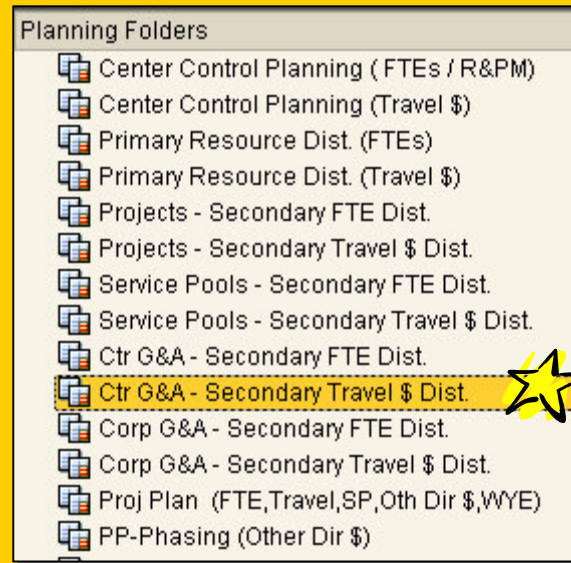 Planning Folders
Center Control Planning ( FTEs / R&PM)
Center Control Planning (Travel $)
Primary Resource Dist. (FTEs)
Primary Resource Dist. (Travel $)
Projects - Secondary FTE Dist.
Projects - Secondary Travel $ Dist.
Service Pools - Secondary FTE Dist.
Service Pools - Secondary Travel $ Dist.
Ctr G&A - Secondary FTE Dist.
Ctr G&A - Secondary Travel $ Dist.
Corp G&A - Secondary FTE Dist.
Corp G&A - Secondary Travel $ Dist.
Proj Plan (FTE,Travel,SP,Oth Dir $,WYE)
PP-Phasing (Other Dir $)